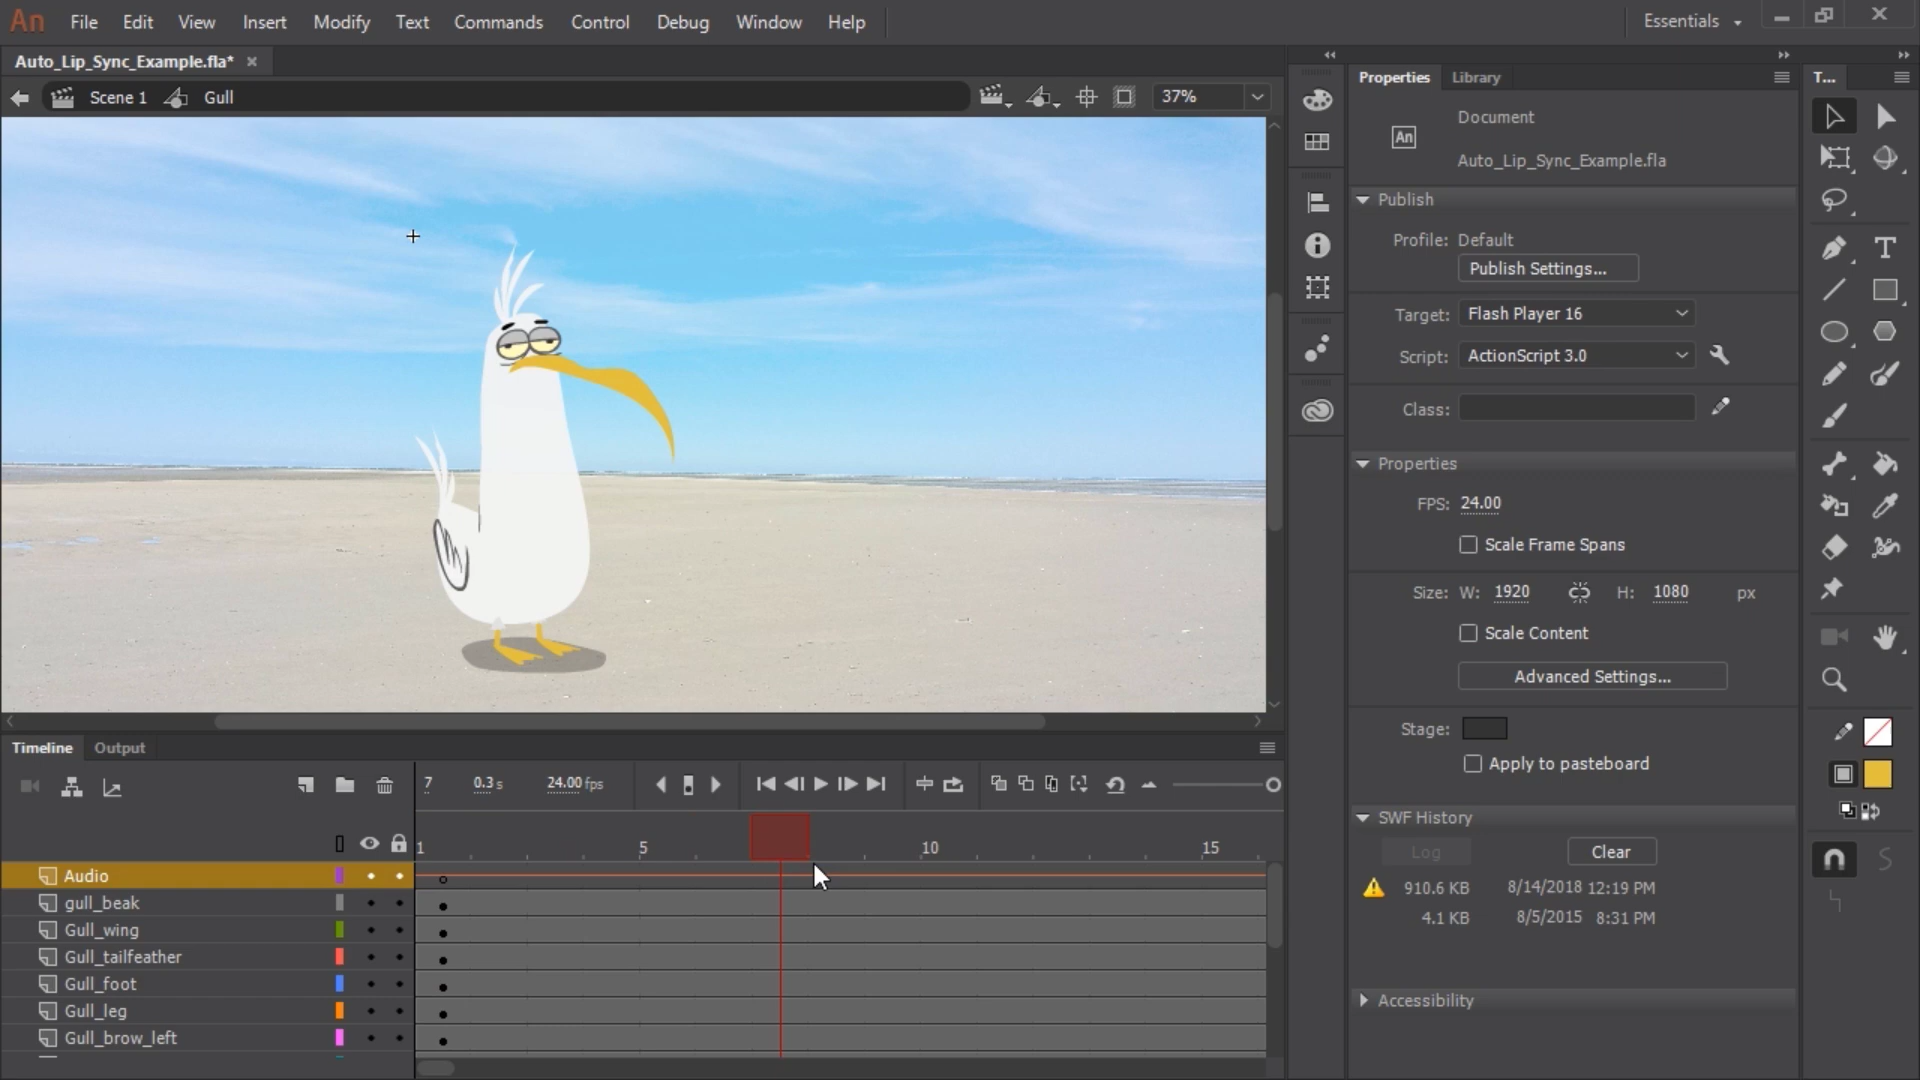 An File Edit View Insert Modify Text Commands Control Debug Window Help Essentials
Auto_Lip_Sync_Example.fla*
Scene 1 Gull 37%
Properties Library T...
An Document
Auto_Lip_Sync_Example.fla
Publish
Profile: Default
Publish Settings...
Target: Flash Player 16
Script: ActionScript 3.0
Class:
Properties
FPS: 24.00
Scale Frame Spans
Size: W: 1920 H: 1080 px
Scale Content
Advanced Settings...
Stage:
Apply to pasteboard
SWF History
Log Clear
910.6 KB 8/14/2018 12:19 PM
4.1 KB 8/5/2015 8:31 PM
Accessibility
Timeline Output
7 0.3 s 24.00 fps
1 5 10 15
Audio
gull_beak
Gull_wing
Gull_tailfeather
Gull_foot
Gull_leg
Gull_brow_left